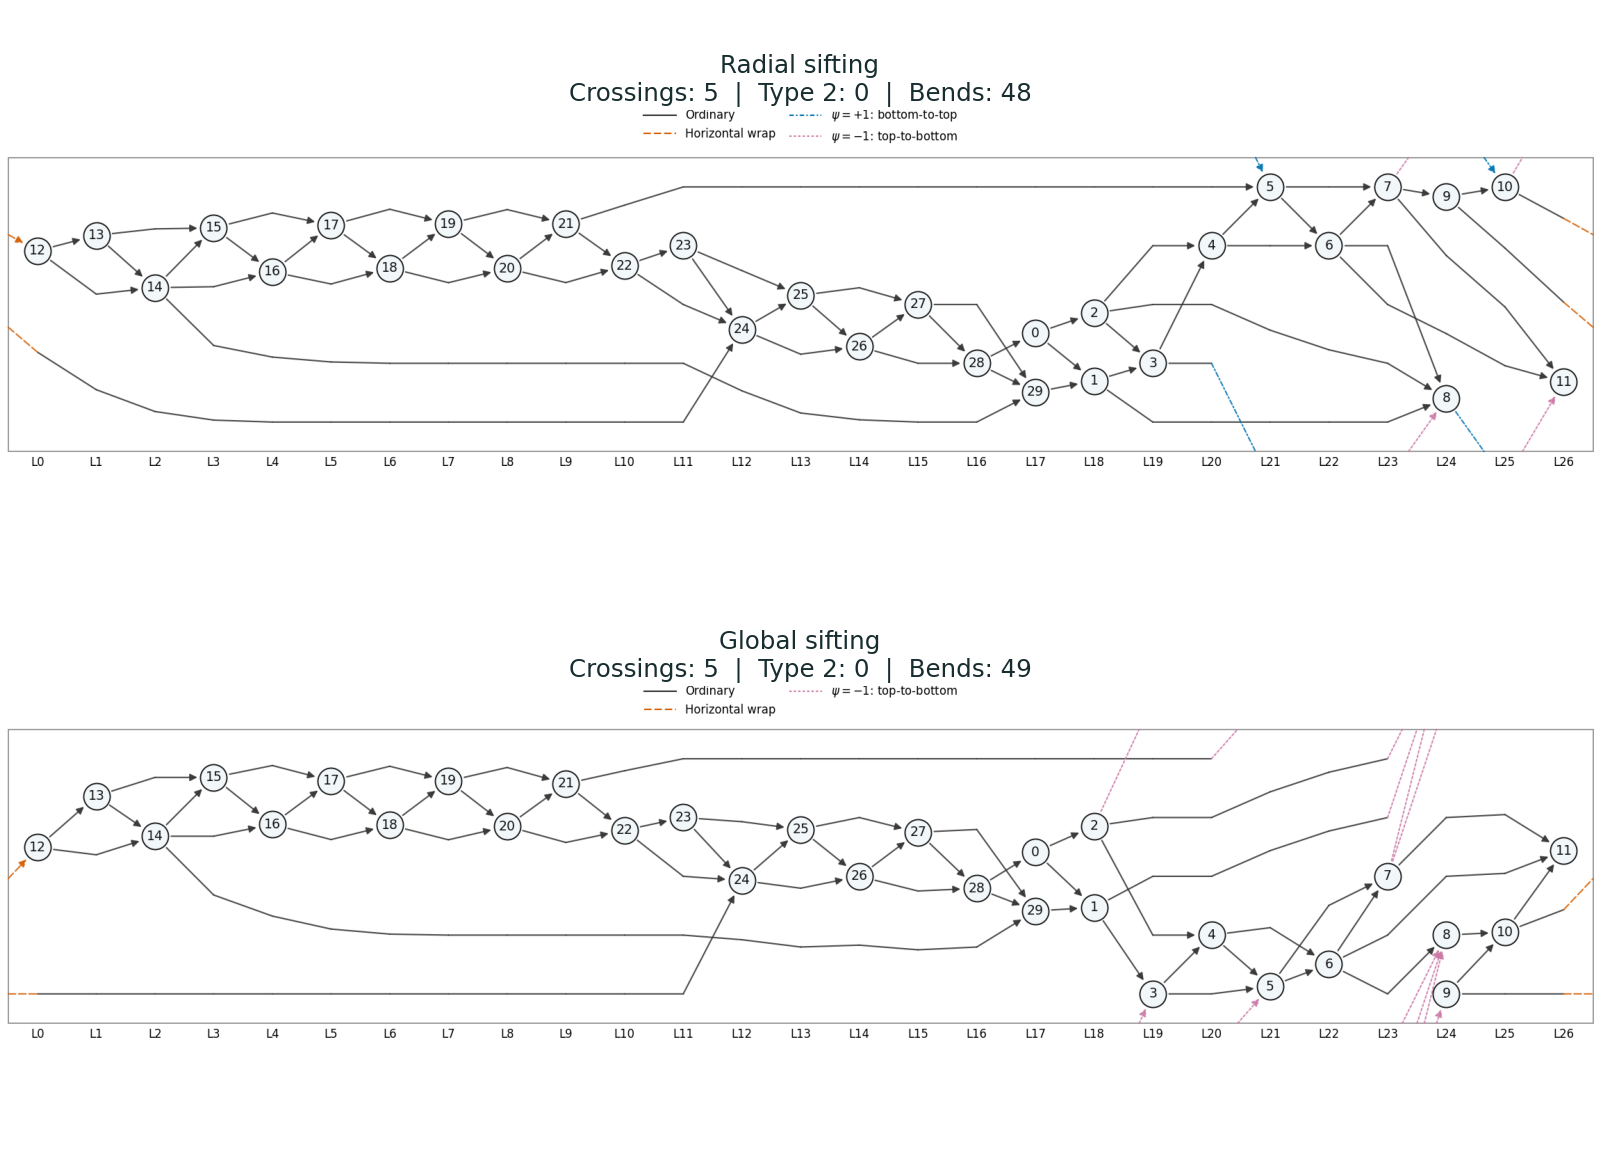 Radial sifting
Crossings: 5 | Type 2: 0 | Bends: 48
Ordinary
Horizontal wrap
ψ = +1: bottom-to-top
ψ = −1: top-to-bottom
5 7 9 10
13 15 17 19 21
12 23 4 6
14 16 18 20 22
25 27 2
24 26 0
28 3
29 1 8 11
L0 L1 L2 L3 L4 L5 L6 L7 L8 L9 L10 L11 L12 L13 L14 L15 L16 L17 L18 L19 L20 L21 L22 L23 L24 L25 L26
Global sifting
Crossings: 5 | Type 2: 0 | Bends: 49
Ordinary
Horizontal wrap
ψ = −1: top-to-bottom
13 15 17 19 21
12 14 16 18 20 22 23 25 27 2
24 26 28 0 7 11
29 1 4 8 10
6
3 5 9
L0 L1 L2 L3 L4 L5 L6 L7 L8 L9 L10 L11 L12 L13 L14 L15 L16 L17 L18 L19 L20 L21 L22 L23 L24 L25 L26